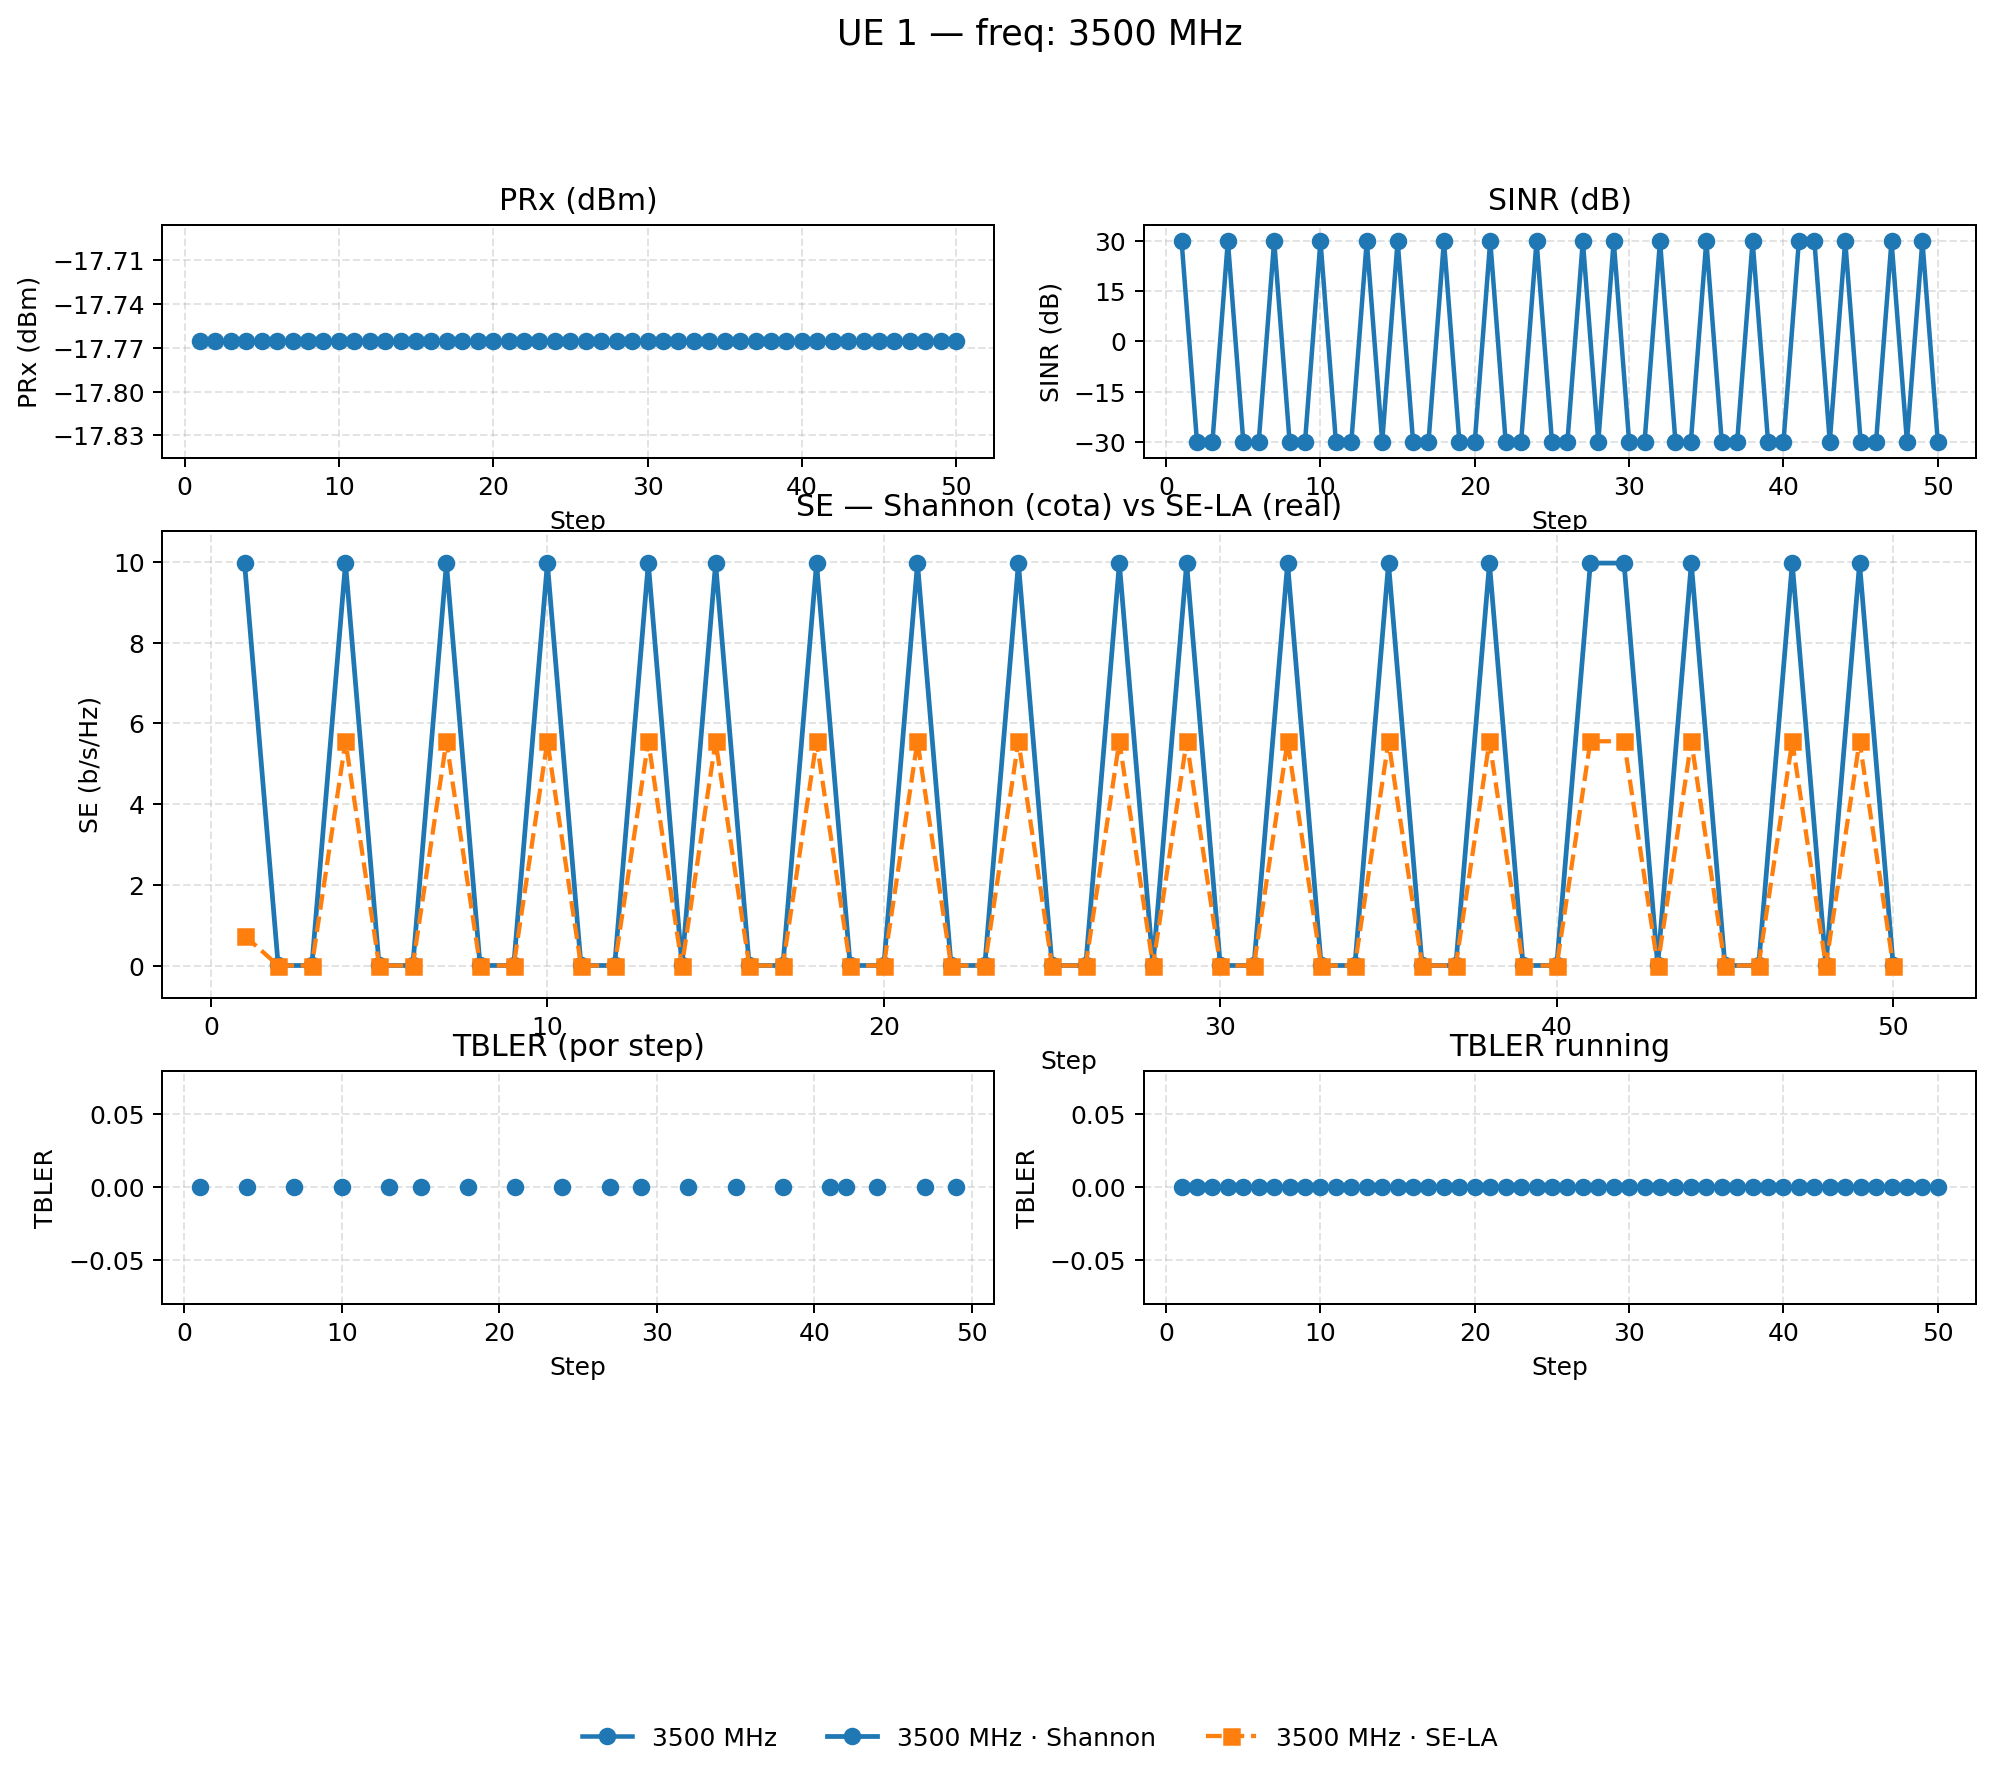 UE 1 — freq: 3500 MHz
PRx (dBm)
PRx (dBm)
−17.71
−17.74
−17.77
−17.80
−17.83
0 10 20 30 40 50
Step
SINR (dB)
SINR (dB)
30
15
0
−15
−30
0 10 20 30 40 50
Step
SE — Shannon (cota) vs SE-LA (real)
SE (b/s/Hz)
10
8
6
4
2
0
0 10 20 30 40 50
Step
TBLER (por step)
TBLER
0.05
0.00
−0.05
0 10 20 30 40 50
Step
TBLER running
TBLER
0.05
0.00
−0.05
0 10 20 30 40 50
Step
3500 MHz 3500 MHz · Shannon 3500 MHz · SE-LA